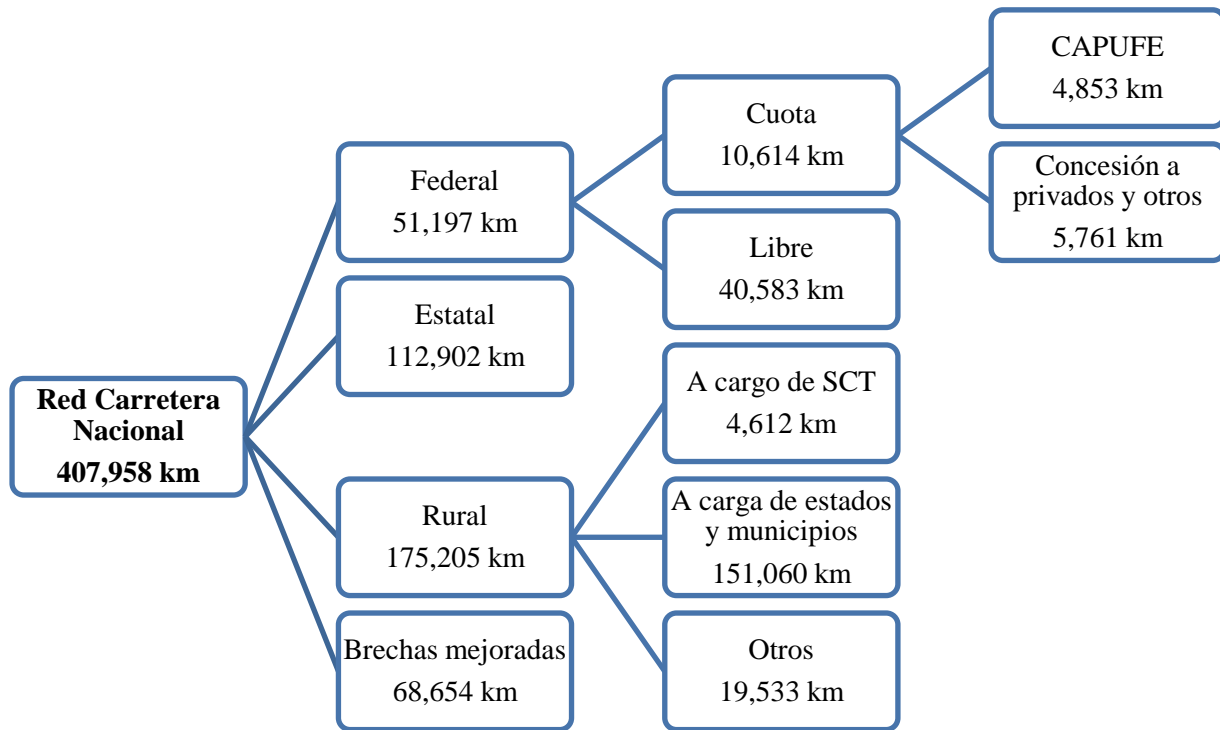 Red Carretera
Nacional
407,958 km
Federal
51,197 km
Cuota
10,614 km
CAPUFE
4,853 km
Concesión a
privados y otros
5,761 km
Libre
40,583 km
Estatal
112,902 km
Rural
175,205 km
A cargo de SCT
4,612 km
A carga de estados
y municipios
151,060 km
Otros
19,533 km
Brechas mejoradas
68,654 km